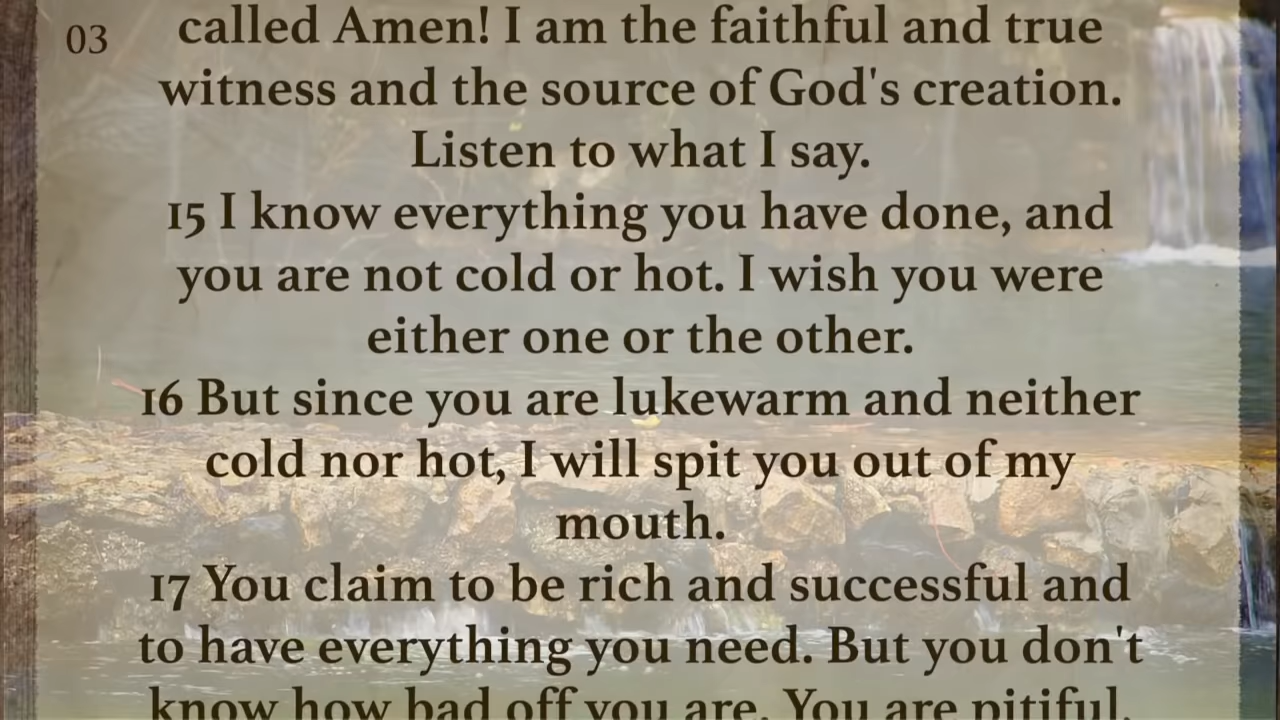 03
called Amen! I am the faithful and true
witness and the source of God's creation.
Listen to what I say.
15 I know everything you have done, and
you are not cold or hot. I wish you were
either one or the other.
16 But since you are lukewarm and neither
cold nor hot, I will spit you out of my
mouth.
17 You claim to be rich and successful and
to have everything you need. But you don't
know how bad off you are. You are pitiful,